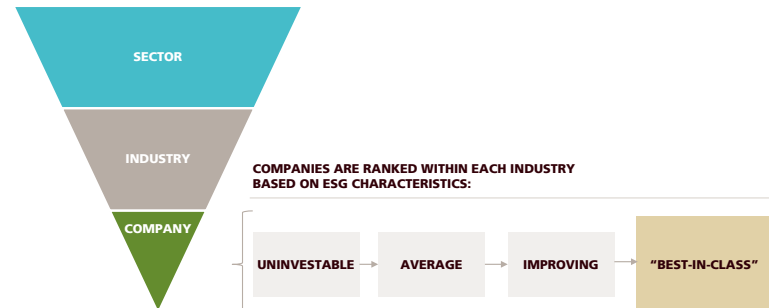 SECTOR
INDUSTRY
COMPANY
COMPANIES ARE RANKED WITHIN EACH INDUSTRY
BASED ON ESG CHARACTERISTICS:
UNINVESTABLE
AVERAGE
IMPROVING
“BEST-IN-CLASS”